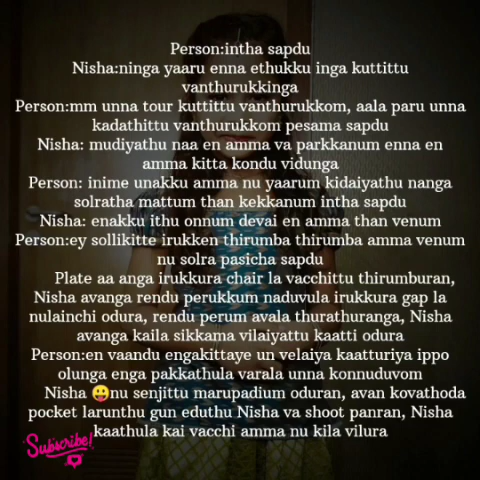 Person:intha sapdu
Nisha:ninga yaaru enna ethukku inga kuttittu
vanthurukkinga
Person:mm unna tour kuttittu vanthurukkom, aala paru unna
kadathittu vanthurukkom pesama sapdu
Nisha: mudiyathu naa en amma va parkkanum enna en
amma kitta kondu vidunga
Person: inime unakku amma nu yaarum kidaiyathu nanga
solratha mattum than kekkanum intha sapdu
Nisha: enakku ithu onnum devai en amma than venum
Person:ey sollikitte irukken thirumba thirumba amma venum
nu solra pasicha sapdu
Plate aa anga irukkura chair la vacchittu thirumburan,
Nisha avanga rendu perukkum naduvula irukkura gap la
nulainchi odura, rendu perum avala thurathuranga, Nisha
avanga kaila sikkama vilaiyattu kaatti odura
Person:en vaandu engakittaye un velaiya kaatturiya ippo
olunga enga pakkathula varala unna konnuduvom
Nisha 😛nu senjittu marupadium oduran, avan kovathoda
pocket larunthu gun eduthu Nisha va shoot panran, Nisha
kaathula kai vacchi amma nu kila vilura
Subscribe!